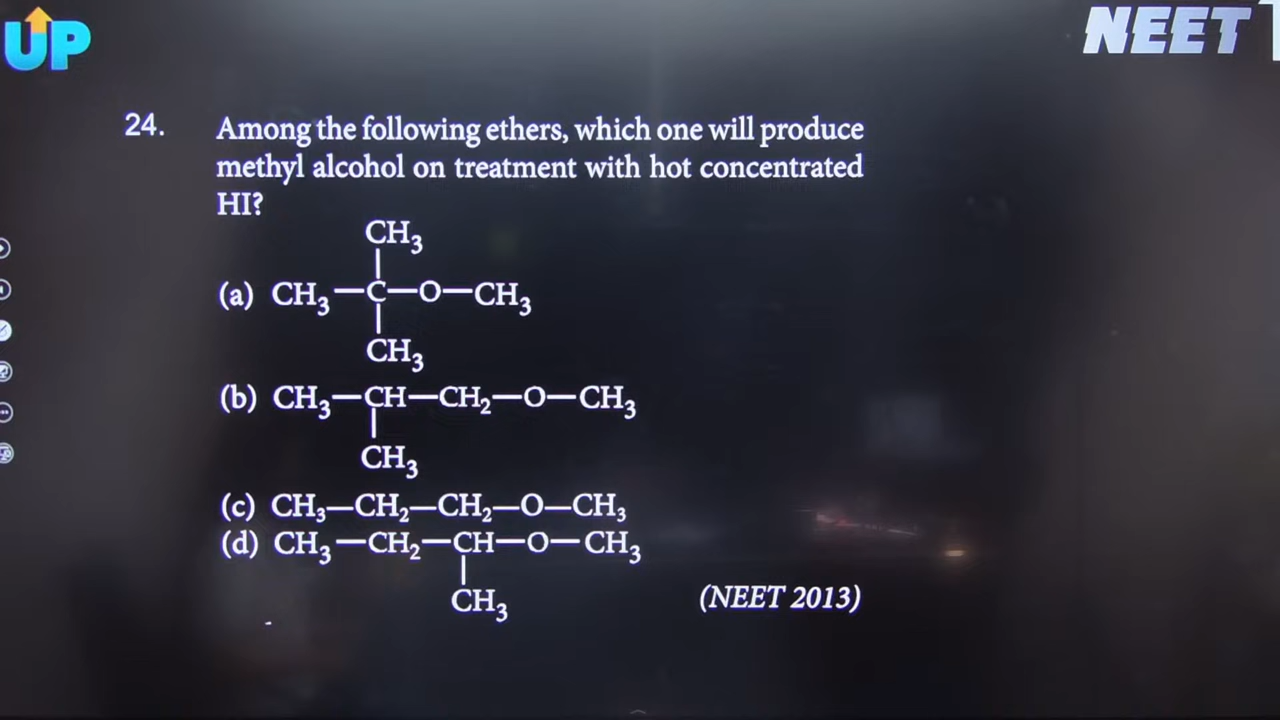 UP
NEET
24. Among the following ethers, which one will produce
methyl alcohol on treatment with hot concentrated
HI?
CH₃
(a) CH₃—C—O—CH₃
CH₃
(b) CH₃—CH—CH₂—O—CH₃
CH₃
(c) CH₃—CH₂—CH₂—O—CH₃
(d) CH₃—CH₂—CH—O—CH₃
CH₃
(NEET 2013)